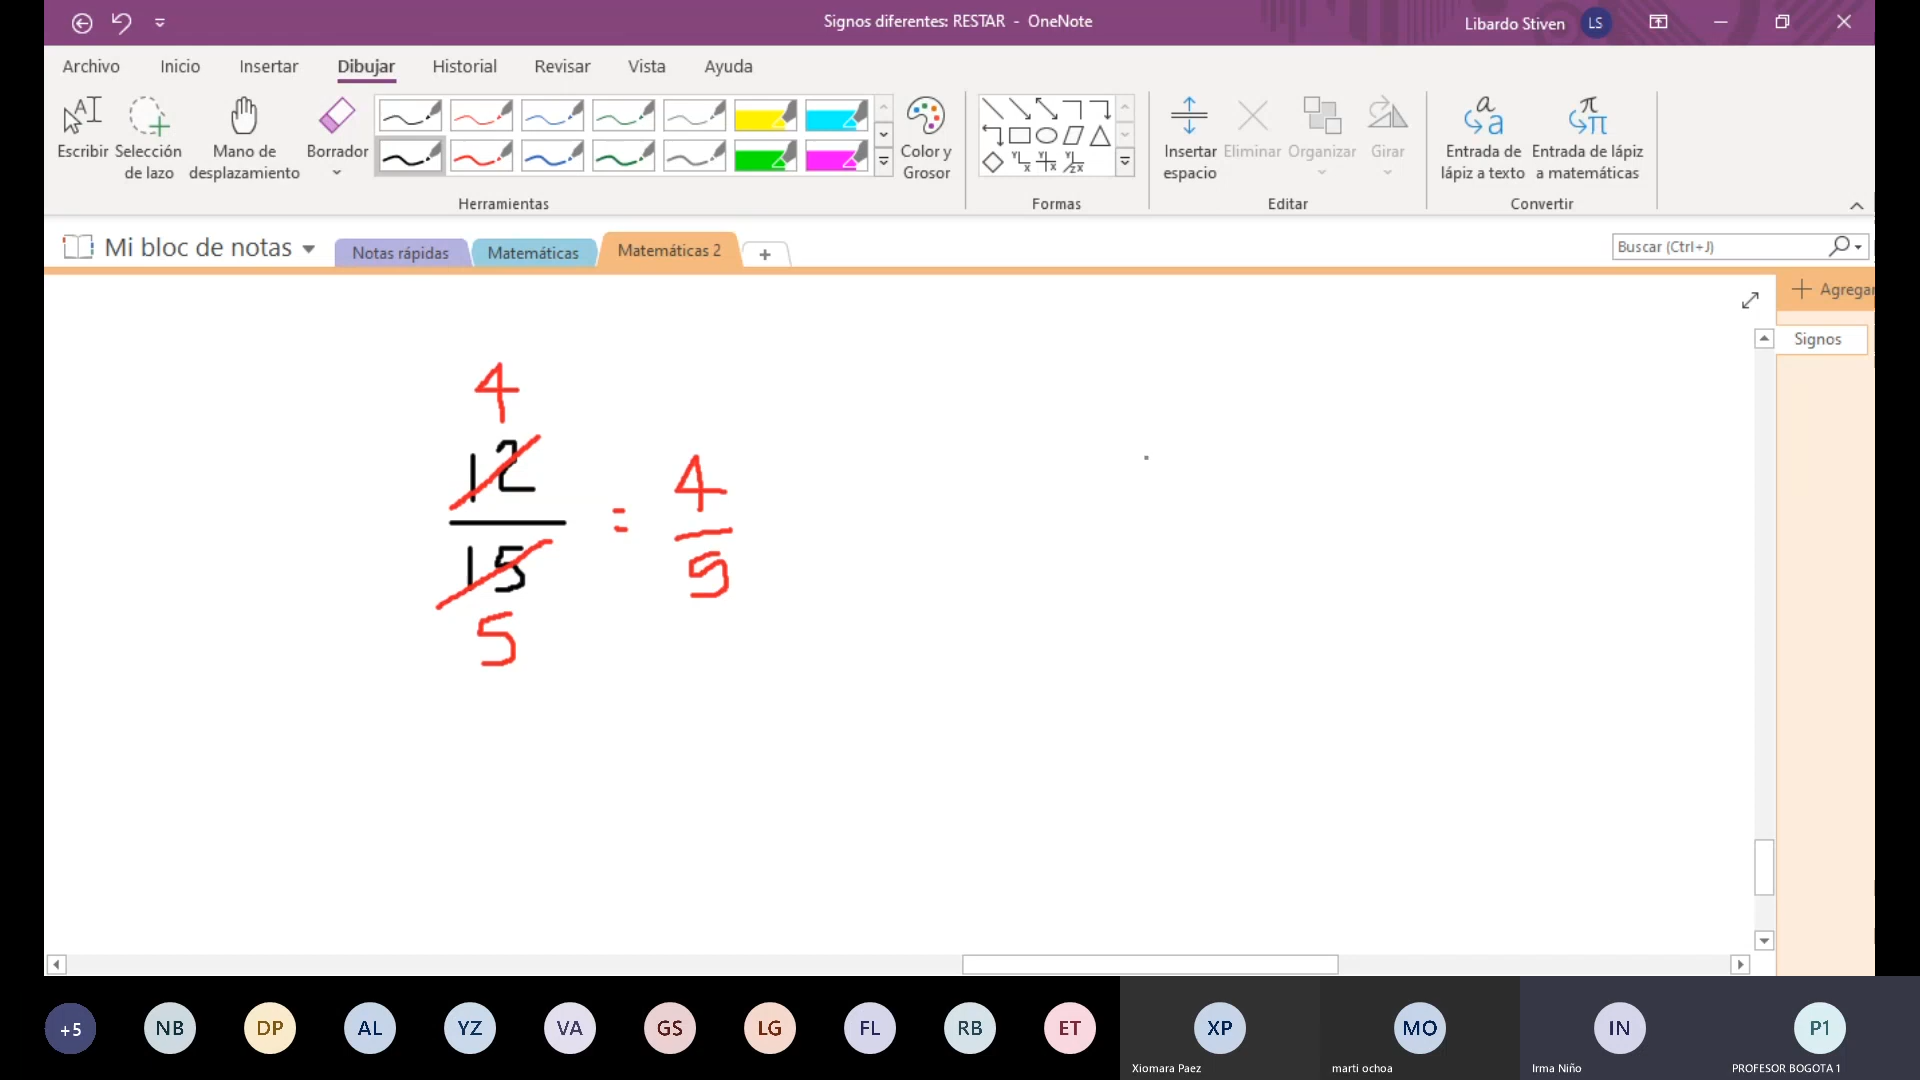 Signos diferentes: RESTAR - OneNote
Libardo Stiven LS
Archivo Inicio Insertar Dibujar Historial Revisar Vista Ayuda
Escribir
Selección de lazo
Mano de desplazamiento
Borrador
Color y Grosor
Insertar espacio
Eliminar
Organizar
Girar
Entrada de lápiz a texto
Entrada de lápiz a matemáticas
Herramientas Formas Editar Convertir
Mi bloc de notas Notas rápidas Matemáticas Matemáticas 2 +
Buscar (Ctrl+J)
Agregar
Signos
4
12
15
5
=
4
5
+5 NB DP AL YZ VA GS LG FL RB ET XP MO IN P1
Xiomara Paez marti ochoa Irma Niño PROFESOR BOGOTA 1